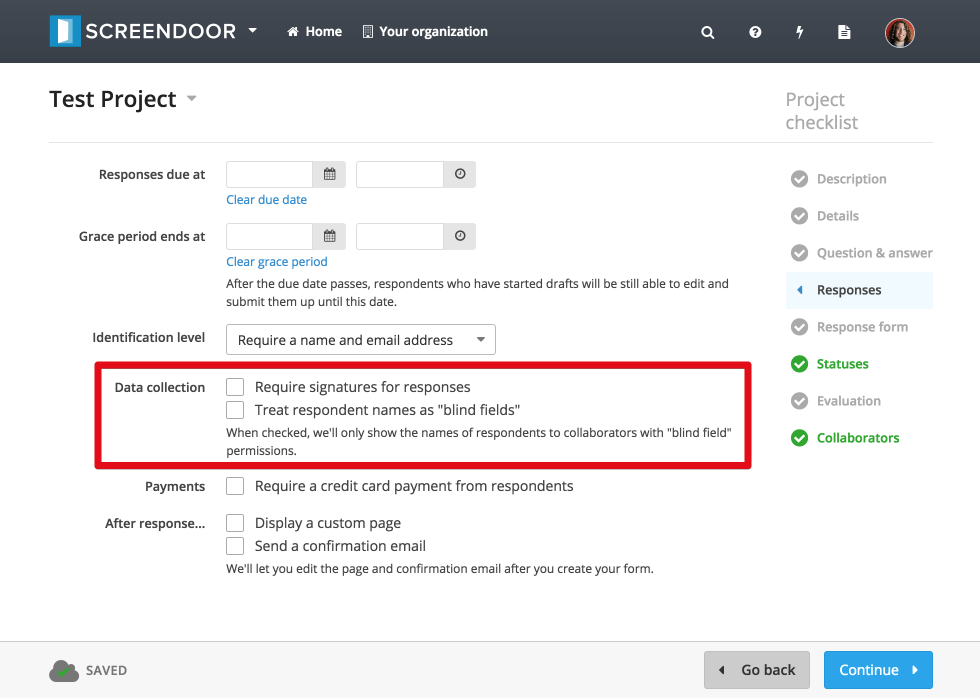 SCREENDOOR Home Your organization
Test Project
Project
checklist
Responses due at
Clear due date
Grace period ends at
Clear grace period
After the due date passes, respondents who have started drafts will be still able to edit and
submit them up until this date.
Identification level Require a name and email address
Data collection Require signatures for responses
Treat respondent names as "blind fields"
When checked, we'll only show the names of respondents to collaborators with "blind field"
permissions.
Payments Require a credit card payment from respondents
After response... Display a custom page
Send a confirmation email
We'll let you edit the page and confirmation email after you create your form.
Description
Details
Question & answer
Responses
Response form
Statuses
Evaluation
Collaborators
SAVED Go back Continue